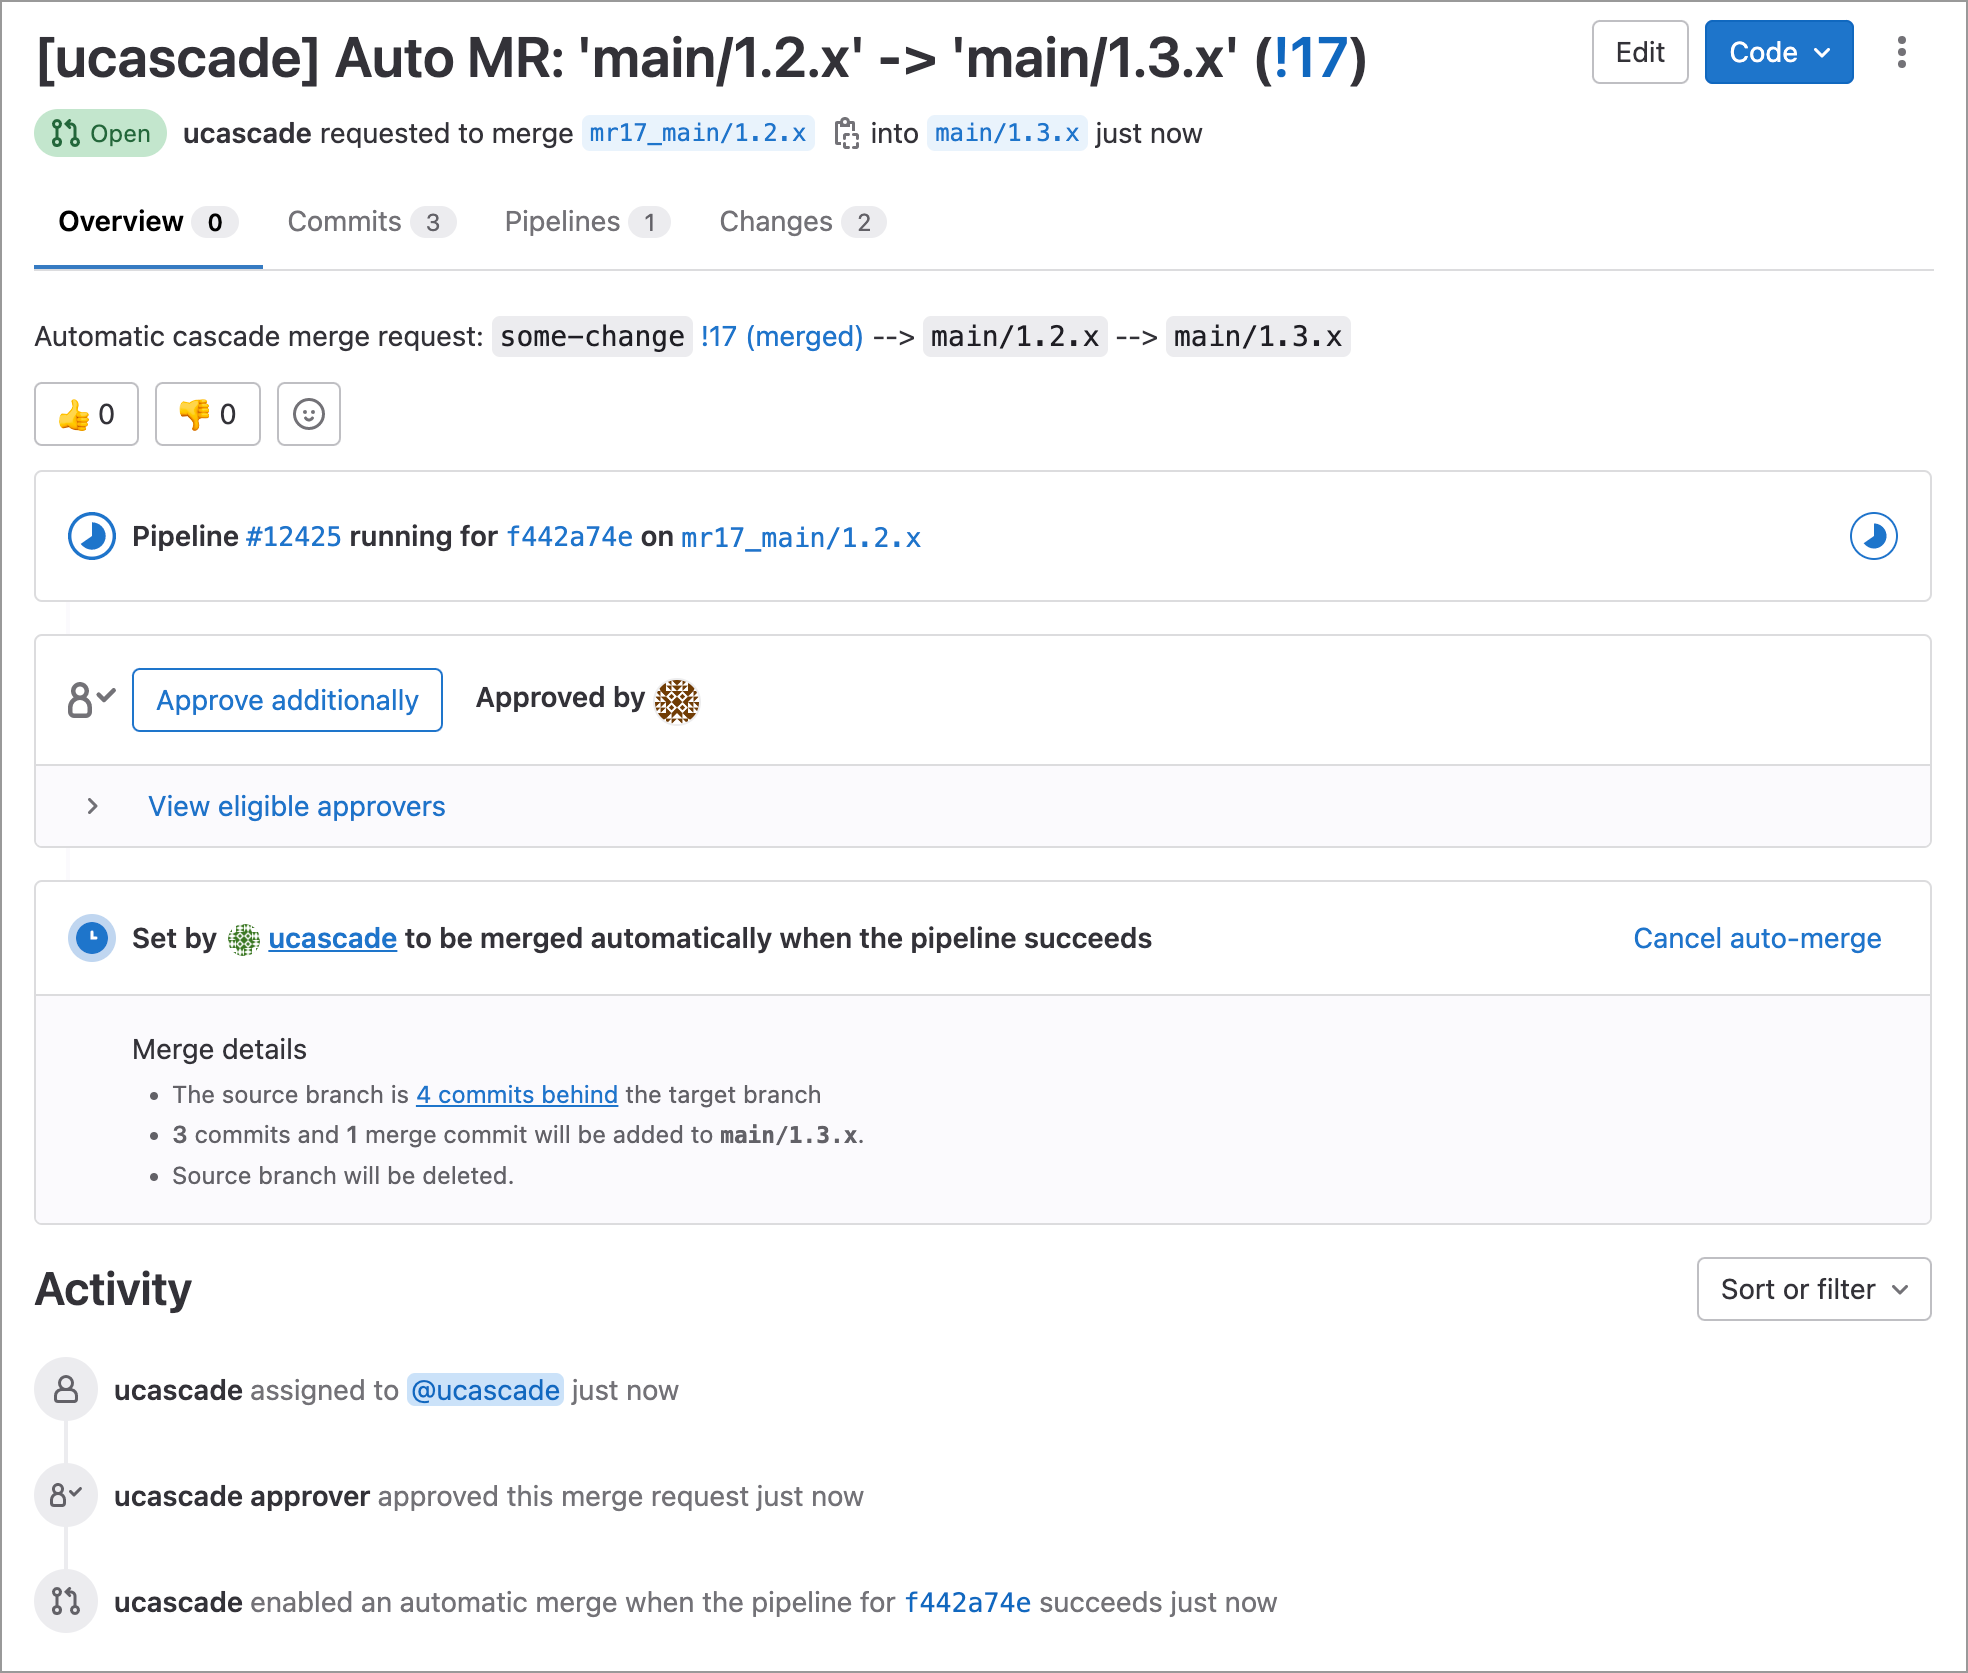 [ucascade] Auto MR: 'main/1.2.x' -> 'main/1.3.x' (!17)
Edit
Code
Open
ucascade requested to merge mr17_main/1.2.x into main/1.3.x just now
Overview 0
Commits 3
Pipelines 1
Changes 2
Automatic cascade merge request: some-change !17 (merged) --> main/1.2.x --> main/1.3.x
👍 0
👎 0
Pipeline #12425 running for f442a74e on mr17_main/1.2.x
Approve additionally
Approved by
View eligible approvers
Set by ucascade to be merged automatically when the pipeline succeeds
Cancel auto-merge
Merge details
• The source branch is 4 commits behind the target branch
• 3 commits and 1 merge commit will be added to main/1.3.x.
• Source branch will be deleted.
Activity
Sort or filter
ucascade assigned to @ucascade just now
ucascade approver approved this merge request just now
ucascade enabled an automatic merge when the pipeline for f442a74e succeeds just now